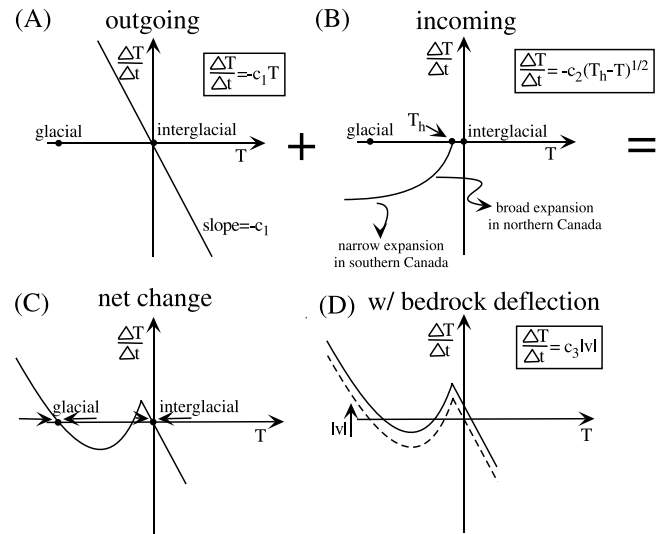 (A) outgoing
ΔT/Δt
ΔT/Δt=-c₁T
glacial
interglacial
T
slope=-c₁
+
(B) incoming
ΔT/Δt
ΔT/Δt = -c₂(Tₕ-T)^1/2
glacial
Tₕ
interglacial
T
broad expansion
in northern Canada
narrow expansion
in southern Canada
=
(C) net change
ΔT/Δt
glacial
interglacial
T
(D) w/ bedrock deflection
ΔT/Δt
ΔT/Δt = c₃|v|
|v|
T